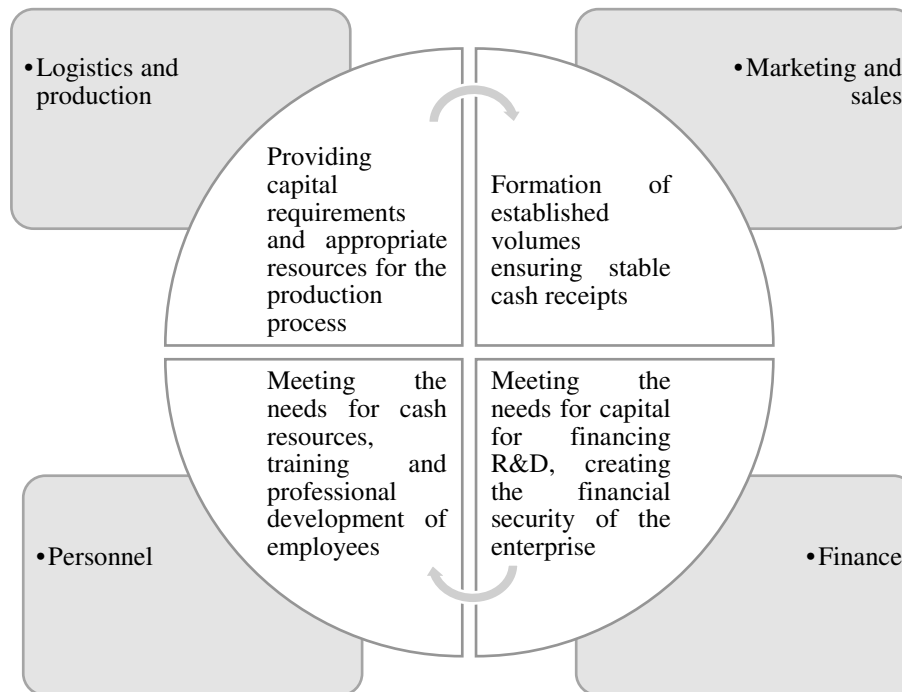 •Logistics and
production
•Marketing and
sales
Providing
capital
requirements
and appropriate
resources for the
production
process
Formation of
established
volumes
ensuring stable
cash receipts
Meeting the
needs for cash
resources,
training and
professional
development of
employees
Meeting the
needs for capital
for financing
R&D, creating
the financial
security of the
enterprise
•Personnel
•Finance